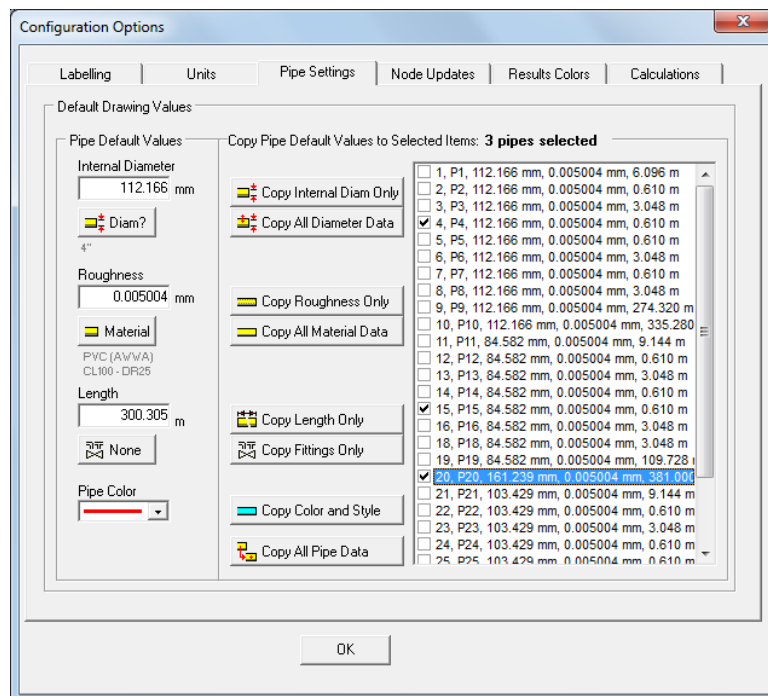 Configuration Options
Labelling
Units
Pipe Settings
Node Updates
Results Colors
Calculations
Default Drawing Values
Pipe Default Values
Internal Diameter
112.166 mm
Diam?
4"
Roughness
0.005004 mm
Material
PVC (AWWA)
CL100 - DR25
Length
300.305 m
None
Pipe Color
Copy Pipe Default Values to Selected Items: 3 pipes selected
Copy Internal Diam Only
Copy All Diameter Data
Copy Roughness Only
Copy All Material Data
Copy Length Only
Copy Fittings Only
Copy Color and Style
Copy All Pipe Data
1, P1, 112.166 mm, 0.005004 mm, 6.096 m
2, P2, 112.166 mm, 0.005004 mm, 0.610 m
3, P3, 112.166 mm, 0.005004 mm, 3.048 m
4, P4, 112.166 mm, 0.005004 mm, 0.610 m
5, P5, 112.166 mm, 0.005004 mm, 0.610 m
6, P6, 112.166 mm, 0.005004 mm, 3.048 m
7, P7, 112.166 mm, 0.005004 mm, 0.610 m
8, P8, 112.166 mm, 0.005004 mm, 3.048 m
9, P9, 112.166 mm, 0.005004 mm, 274.320 m
10, P10, 112.166 mm, 0.005004 mm, 335.280
11, P11, 84.582 mm, 0.005004 mm, 9.144 m
12, P12, 84.582 mm, 0.005004 mm, 0.610 m
13, P13, 84.582 mm, 0.005004 mm, 3.048 m
14, P14, 84.582 mm, 0.005004 mm, 0.610 m
15, P15, 84.582 mm, 0.005004 mm, 0.610 m
16, P16, 84.582 mm, 0.005004 mm, 3.048 m
18, P18, 84.582 mm, 0.005004 mm, 3.048 m
19, P19, 84.582 mm, 0.005004 mm, 109.728
20, P20, 161.239 mm, 0.005004 mm, 381.000
21, P21, 103.429 mm, 0.005004 mm, 9.144 m
22, P22, 103.429 mm, 0.005004 mm, 0.610 m
23, P23, 103.429 mm, 0.005004 mm, 3.048 m
24, P24, 103.429 mm, 0.005004 mm, 0.610 m
25, P25, 103.429 mm, 0.005004 mm, 0.610 m
OK